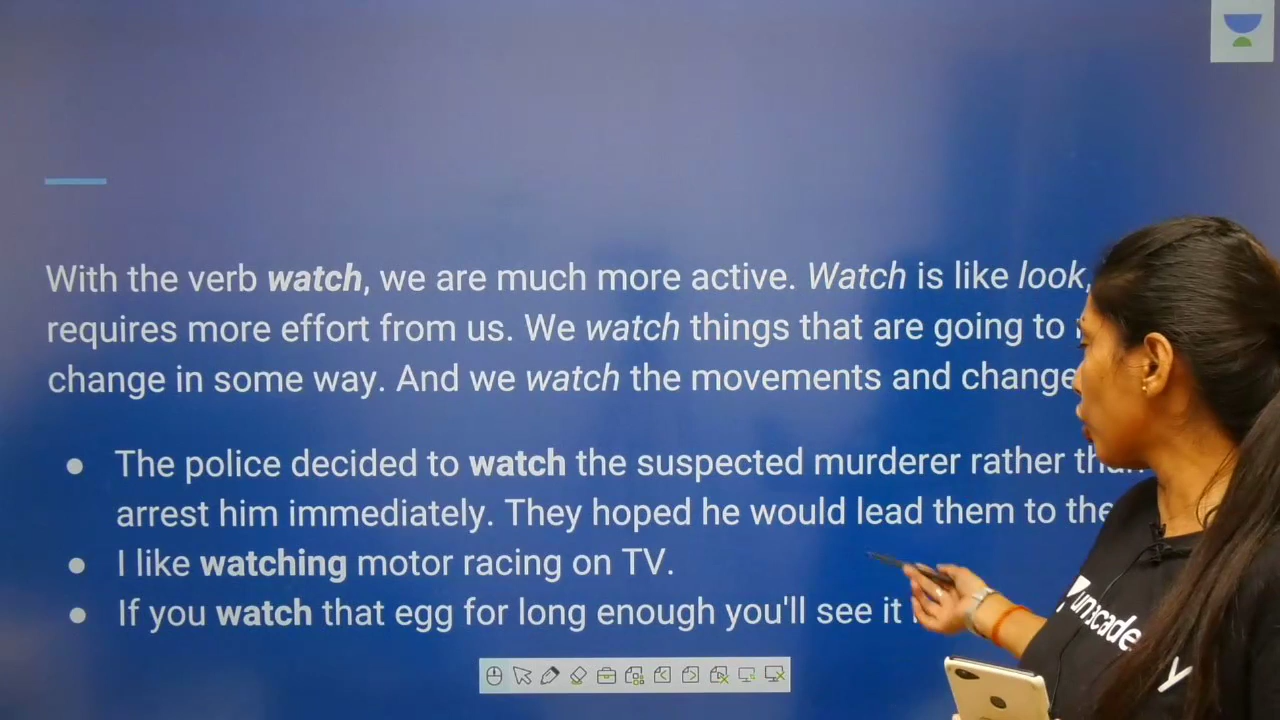 With the verb watch, we are much more active. Watch is like look,
requires more effort from us. We watch things that are going to
change in some way. And we watch the movements and change
The police decided to watch the suspected murderer rather than
arrest him immediately. They hoped he would lead them to the
I like watching motor racing on TV.
If you watch that egg for long enough you'll see it